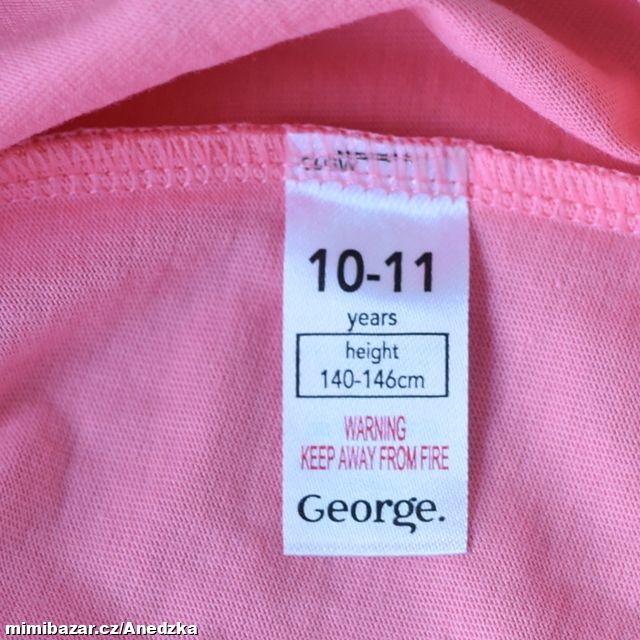 10-11
years
height
140-146cm
WARNING
KEEP AWAY FROM FIRE
George.
mimibazar.cz/Anedzka